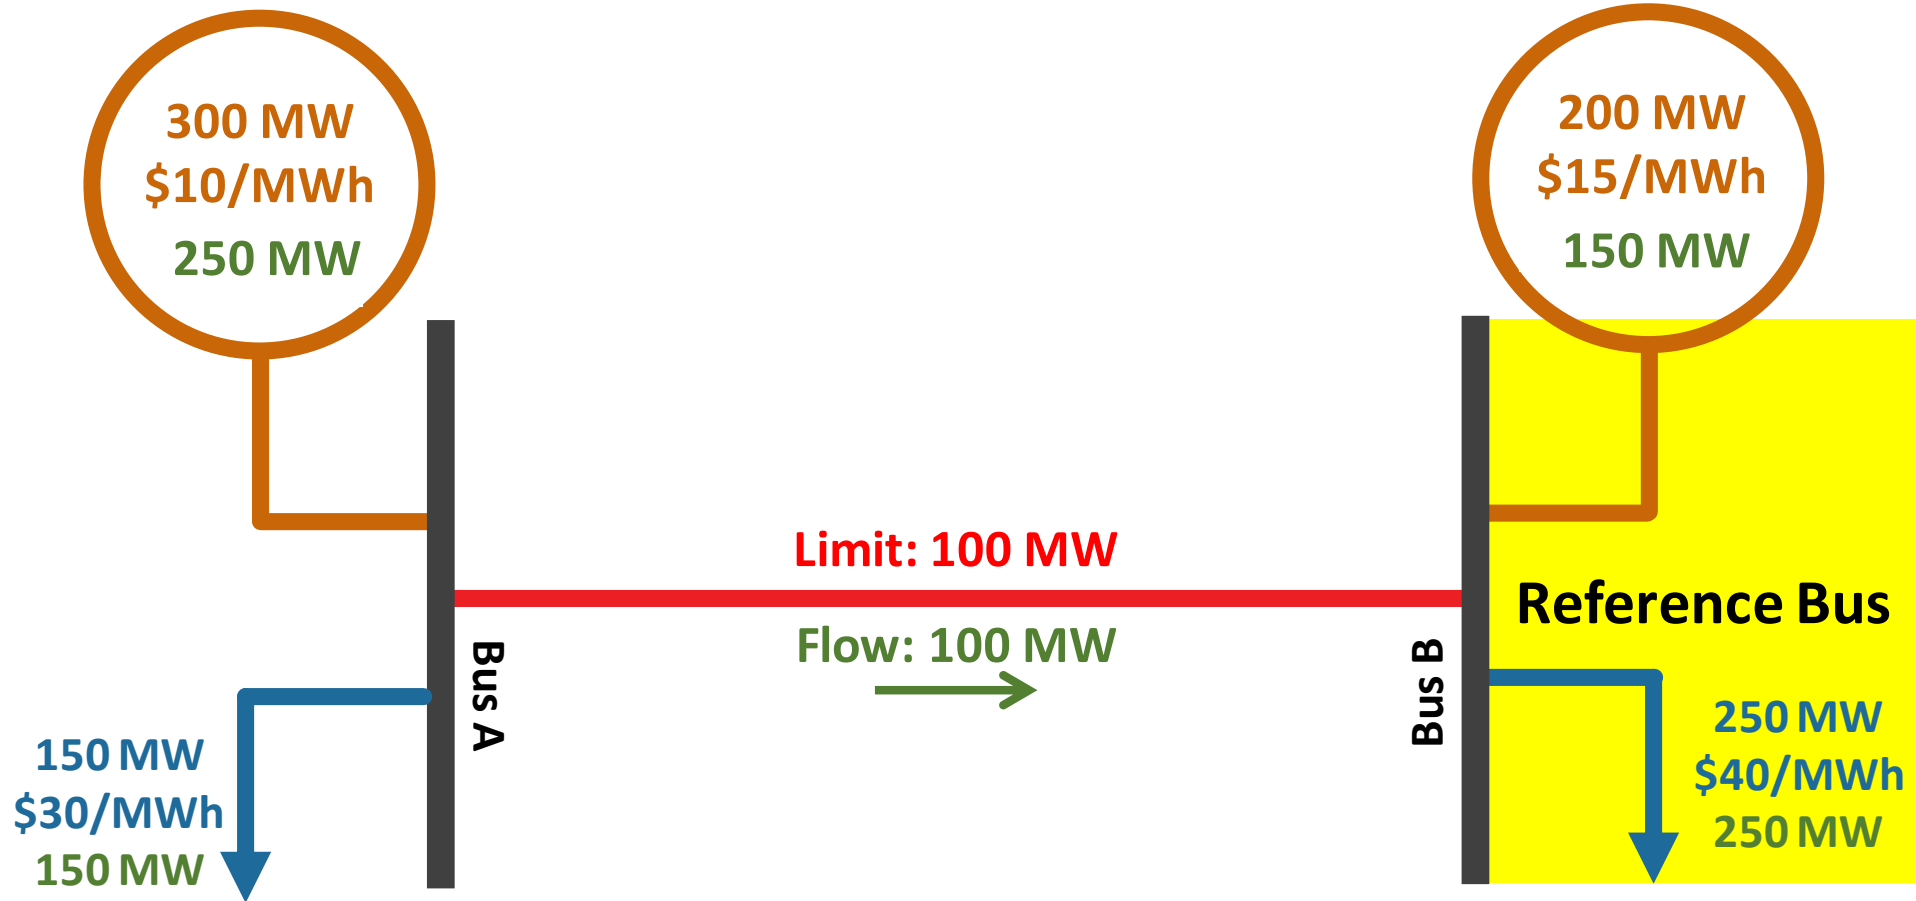 300 MW
$10/MWh
250 MW
200 MW
$15/MWh
150 MW
Limit: 100 MW
Flow: 100 MW
Bus A
Bus B
Reference Bus
150 MW
$30/MWh
150 MW
250 MW
$40/MWh
250 MW